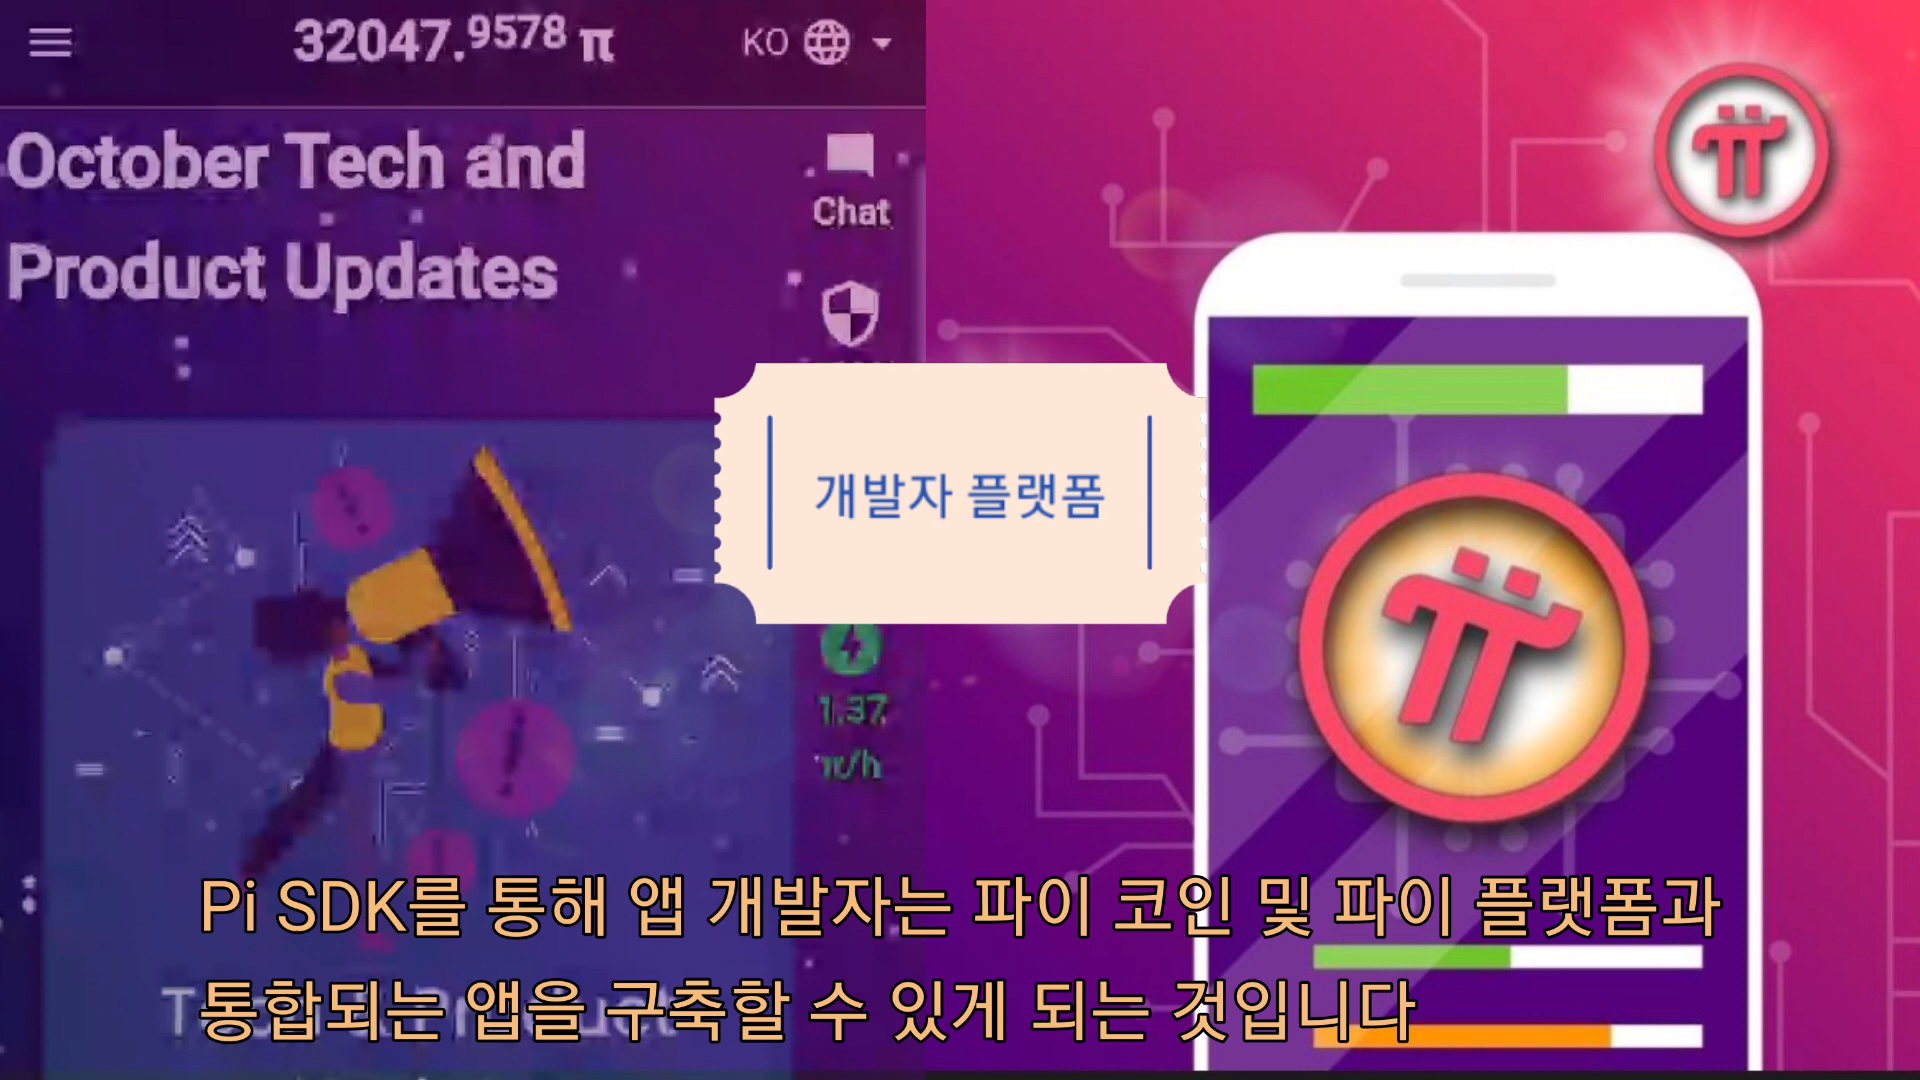 32047.9578 π
KO
October Tech and
Product Updates
Chat
개발자 플랫폼
1.37
π/h
Pi SDK를 통해 앱 개발자는 파이 코인 및 파이 플랫폼과
통합되는 앱을 구축할 수 있게 되는 것입니다